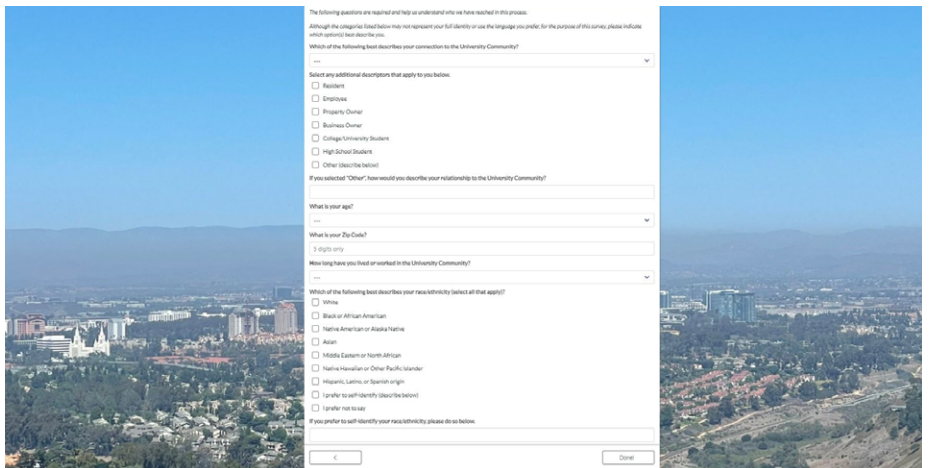 The following questions are required and help us understand who we have reached in this process.
Although the categories listed below may not represent your full identity or use the language you prefer, for the purpose of this survey, please indicate
which option(s) best describe you.
Which of the following best describes your connection to the University Community?
---
Select any additional descriptors that apply to you below.
Resident
Employee
Property Owner
Business Owner
College/University Student
High School Student
Other (describe below)
If you selected "Other", how would you describe your relationship to the University Community?
What is your age?
---
What is your Zip Code?
5 digits only
How long have you lived or worked in the University Community?
---
Which of the following best describes your race/ethnicity (select all that apply)?
White
Black or African American
Native American or Alaska Native
Asian
Middle Eastern or North African
Native Hawaiian or Other Pacific Islander
Hispanic, Latino, or Spanish origin
I prefer to self-identify (describe below)
I prefer not to say
If you prefer to self-identify your race/ethnicity, please do so below.
<
Done!